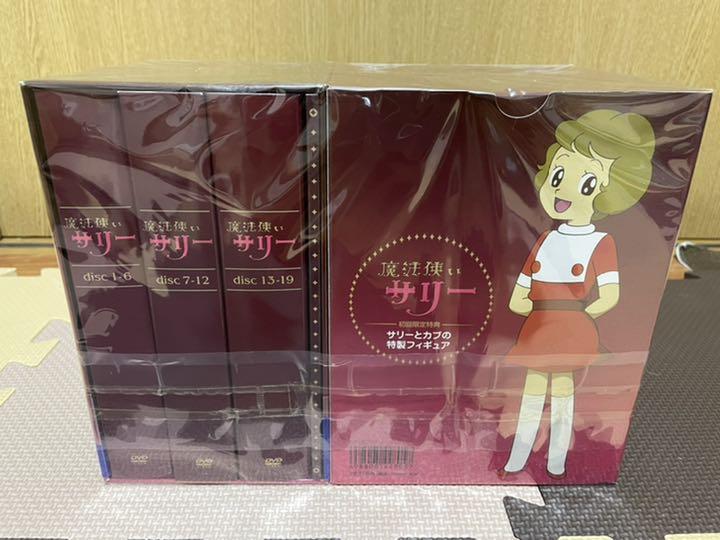 魔法使い
サリー
disc 1-6
DVD
魔法使い
サリー
disc 7-12
DVD
魔法使い
サリー
disc 13-19
DVD
魔法使い
サリー
初回限定特典
サリーとカブの
特製フィギュア